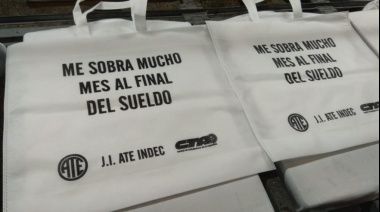 ME SOBRA MUCHO
MES AL FINAL
DEL SUELDO
ATE J.I. ATE INDEC
ME SOBRA MUCHO
MES AL FINAL
DEL SUELDO
ATE J.I. ATE INDEC